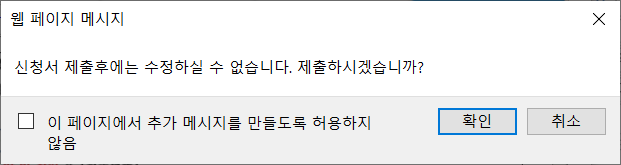 웹 페이지 메시지
신청서 제출후에는 수정하실 수 없습니다. 제출하시겠습니까?
이 페이지에서 추가 메시지를 만들도록 허용하지
않음
확인
취소